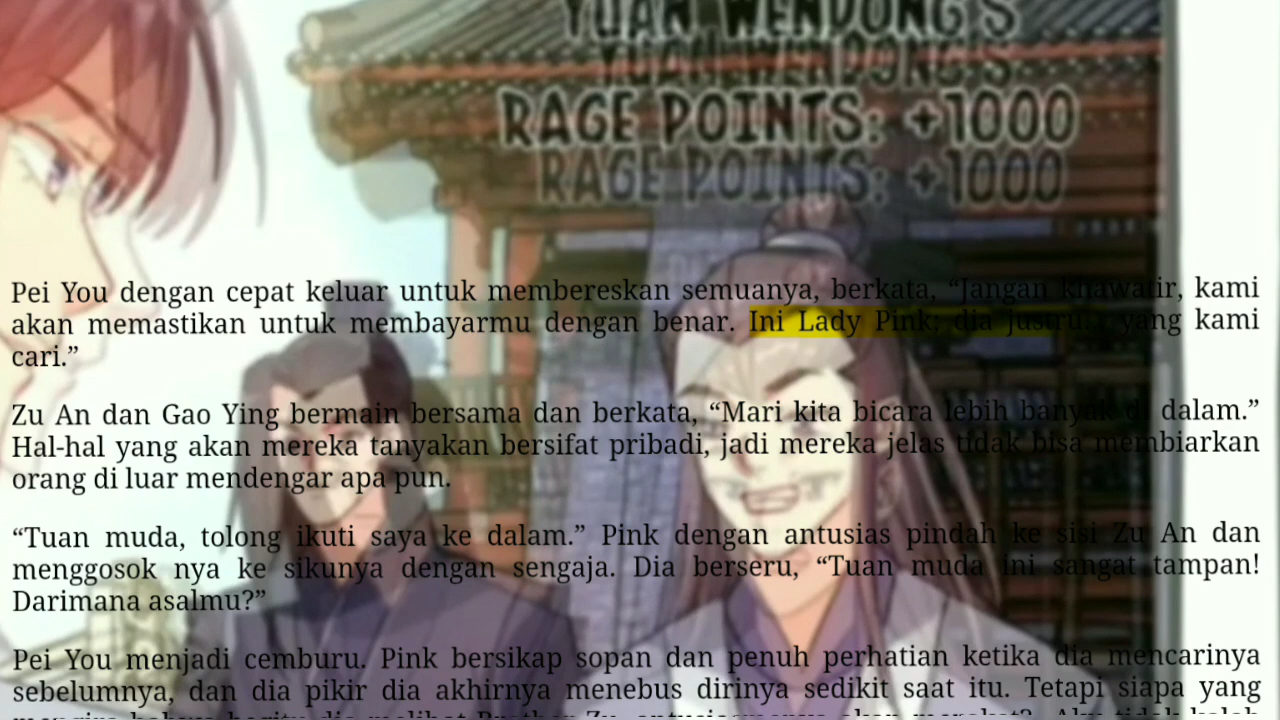 YUAN WENDONG'S
YUAN WENDONG'S
RAGE POINTS: +1000
RAGE POINTS: +1000
Pei You dengan cepat keluar untuk membereskan semuanya, berkata, “Jangan khawatir, kami
akan memastikan untuk membayarmu dengan benar. Ini Lady Pink; dia justru yang kami
cari.”
Zu An dan Gao Ying bermain bersama dan berkata, “Mari kita bicara lebih banyak di dalam.”
Hal-hal yang akan mereka tanyakan bersifat pribadi, jadi mereka jelas tidak bisa membiarkan
orang di luar mendengar apa pun.
“Tuan muda, tolong ikuti saya ke dalam.” Pink dengan antusias pindah ke sisi Zu An dan
menggosok nya ke sikunya dengan sengaja. Dia berseru, “Tuan muda ini sangat tampan!
Darimana asalmu?”
Pei You menjadi cemburu. Pink bersikap sopan dan penuh perhatian ketika dia mencarinya
sebelumnya, dan dia pikir dia akhirnya menebus dirinya sedikit saat itu. Tetapi siapa yang